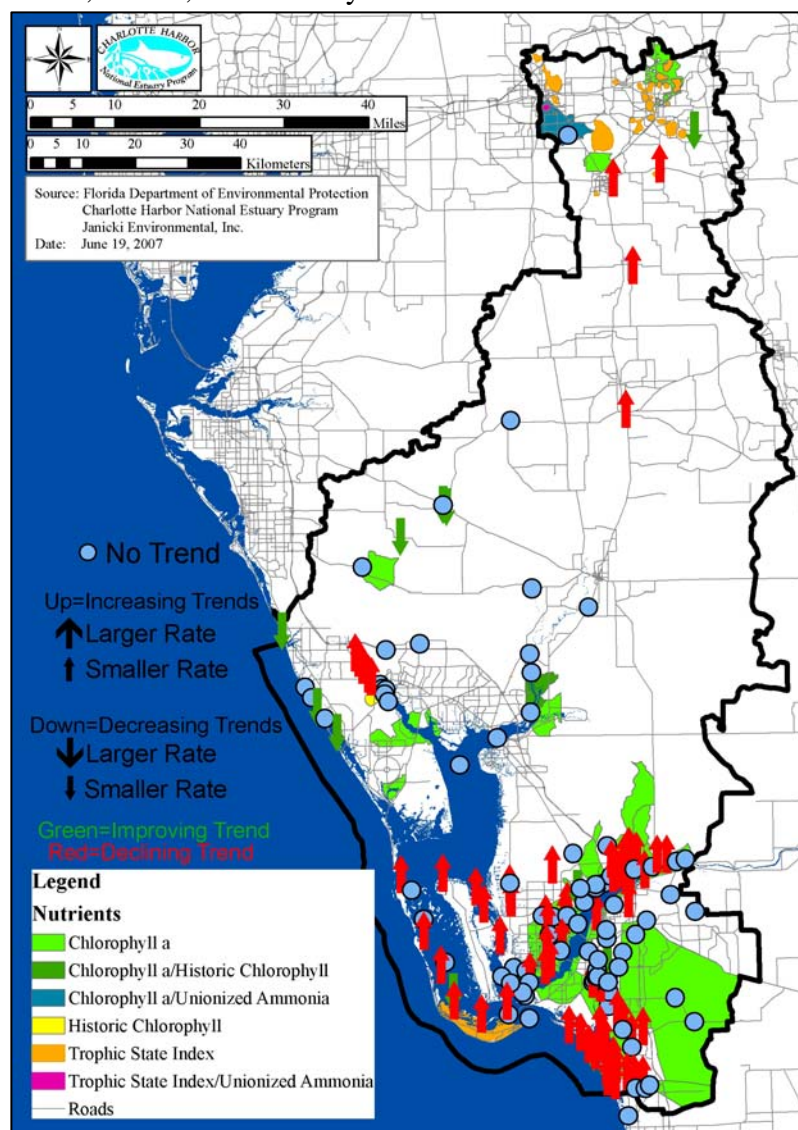 CHARLOTTE HARBOR
National Estuary Program
0 5 10 20 30 40
Miles
0 5 10 20 30 40
Kilometers
Source: Florida Department of Environmental Protection
Charlotte Harbor National Estuary Program
Janicki Environmental, Inc.
Date: June 19, 2007
No Trend
Up=Increasing Trends
Larger Rate
Smaller Rate
Down=Decreasing Trends
Larger Rate
Smaller Rate
Green=Improving Trend
Red=Declining Trend
Legend
Nutrients
Chlorophyll a
Chlorophyll a/Historic Chlorophyll
Chlorophyll a/Unionized Ammonia
Historic Chlorophyll
Trophic State Index
Trophic State Index/Unionized Ammonia
Roads